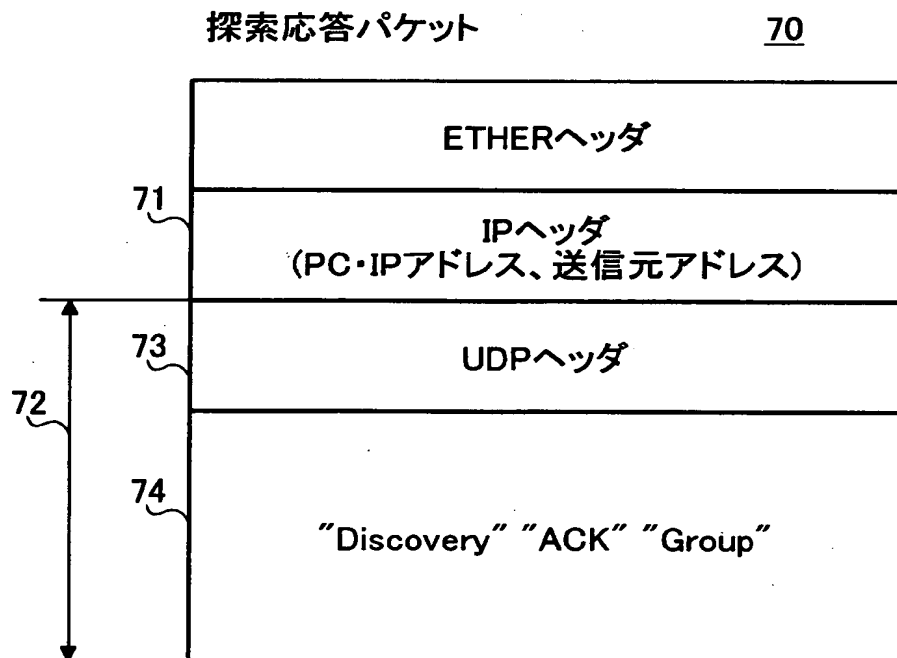 探索応答パケット 70
ETHERヘッダ
71
IPヘッダ
(PC・IPアドレス、送信元アドレス)
73
UDPヘッダ
72
74
"Discovery" "ACK" "Group"